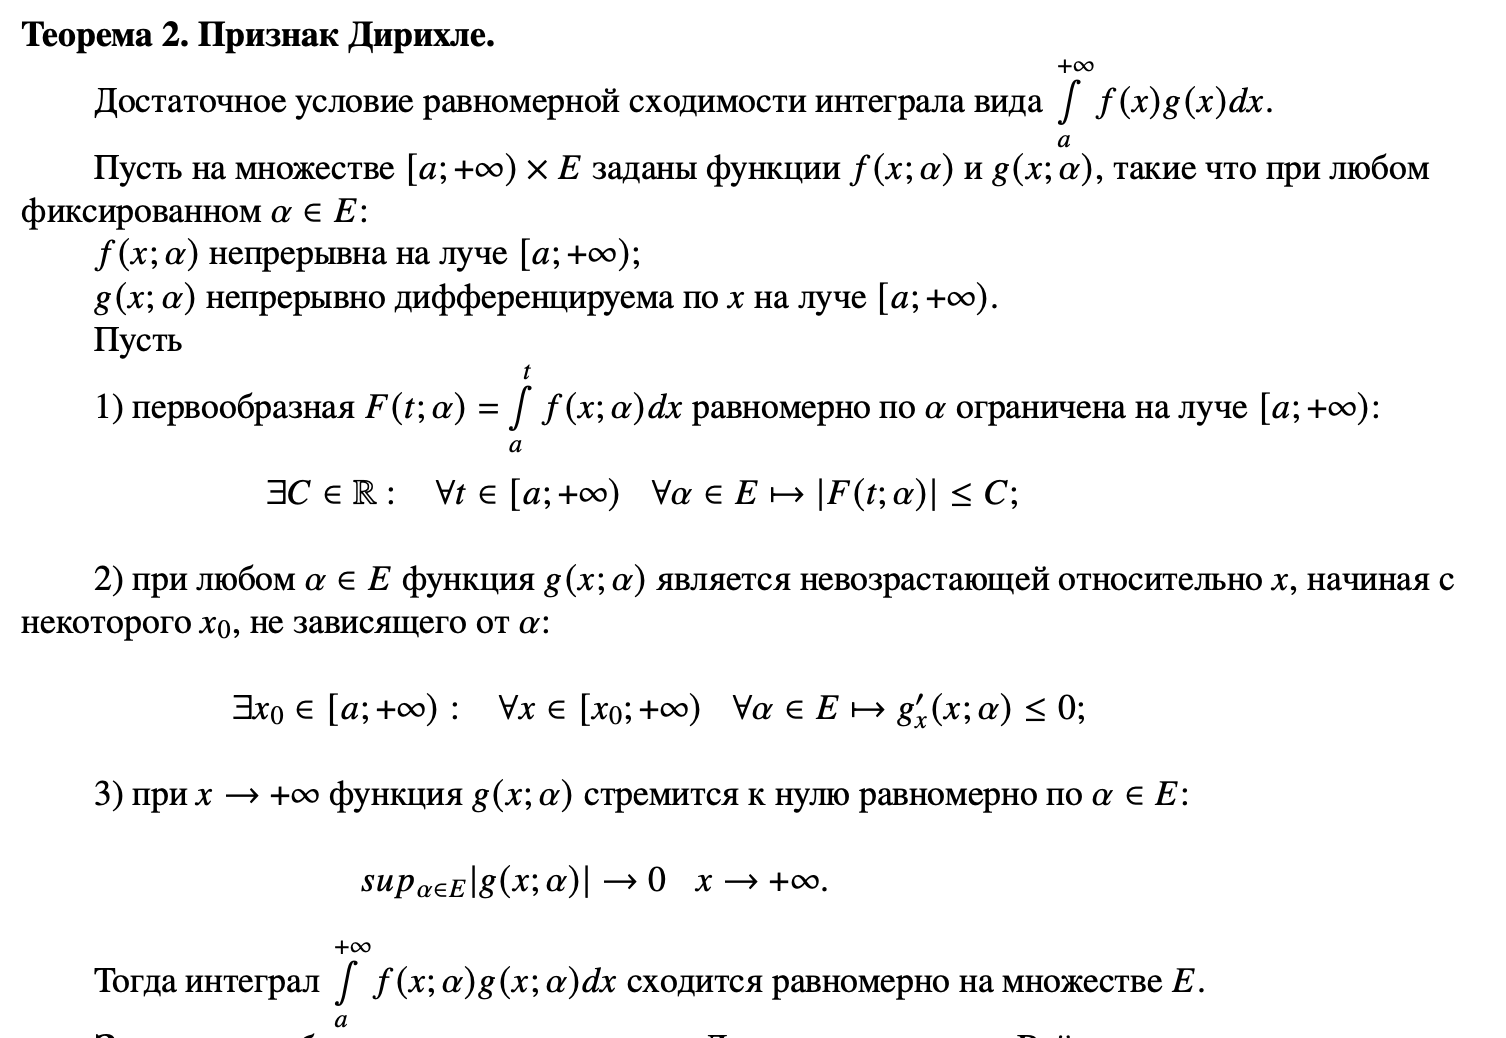 Теорема 2. Признак Дирихле.
Достаточное условие равномерной сходимости интеграла вида \int_{a}^{+∞} f(x)g(x)dx.
Пусть на множестве [a; +∞) × E заданы функции f(x; α) и g(x; α), такие что при любом
фиксированном α ∈ E:
f(x; α) непрерывна на луче [a; +∞);
g(x; α) непрерывно дифференцируема по x на луче [a; +∞).
Пусть
1) первообразная F(t; α) = \int_{a}^{t} f(x; α)dx равномерно по α ограничена на луче [a; +∞):
∃C ∈ ℝ : ∀t ∈ [a; +∞) ∀α ∈ E ↦ |F(t; α)| ≤ C;
2) при любом α ∈ E функция g(x; α) является невозрастающей относительно x, начиная с
некоторого x₀, не зависящего от α:
∃x₀ ∈ [a; +∞) : ∀x ∈ [x₀; +∞) ∀α ∈ E ↦ g′ₓ(x; α) ≤ 0;
3) при x → +∞ функция g(x; α) стремится к нулю равномерно по α ∈ E:
sup_{α∈E}|g(x; α)| → 0 x → +∞.
Тогда интеграл \int_{a}^{+∞} f(x; α)g(x; α)dx сходится равномерно на множестве E.